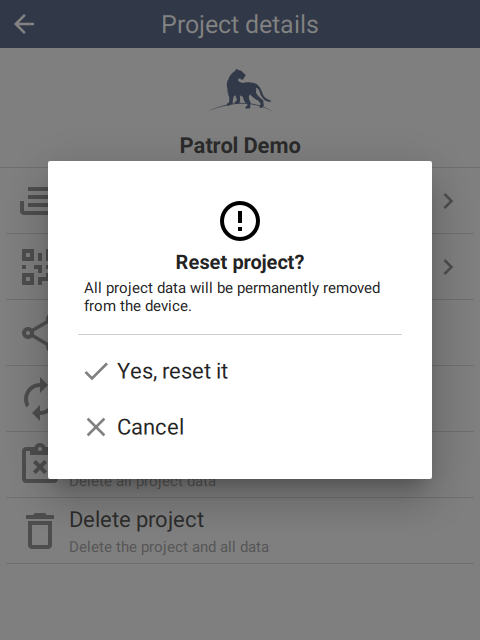 Project details
Patrol Demo
Reset project?
All project data will be permanently removed
from the device.
Yes, reset it
Cancel
Delete all project data
Delete project
Delete the project and all data